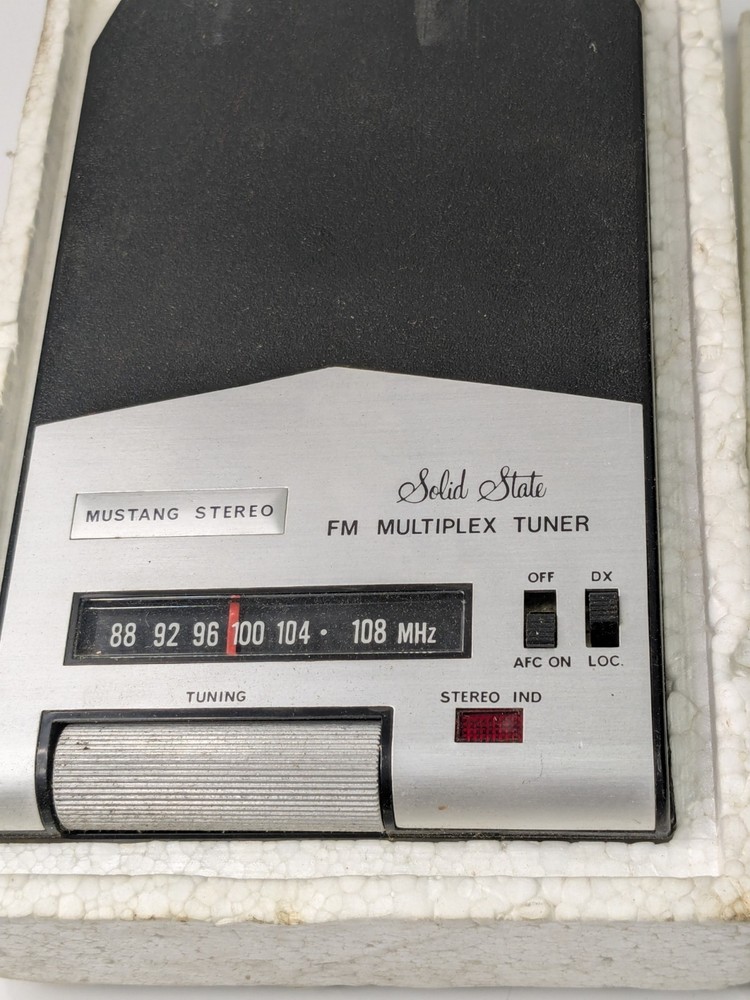 Solid State
MUSTANG STEREO
FM MULTIPLEX TUNER
OFF DX
88 92 96 100 104 • 108 MHz
AFC ON LOC.
TUNING
STEREO IND